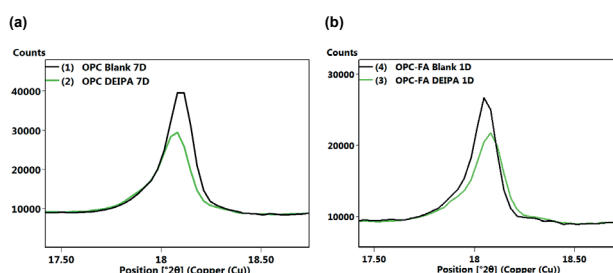 (a)
Counts
(1) OPC Blank 7D
(2) OPC DEIPA 7D
40000
30000
20000
10000
17.50
18
18.50
Position [°2θ] (Copper (Cu))
(b)
Counts
(4) OPC-FA Blank 1D
(3) OPC-FA DEIPA 1D
30000
20000
10000
17.50
18
18.50
Position [°2θ] (Copper (Cu))